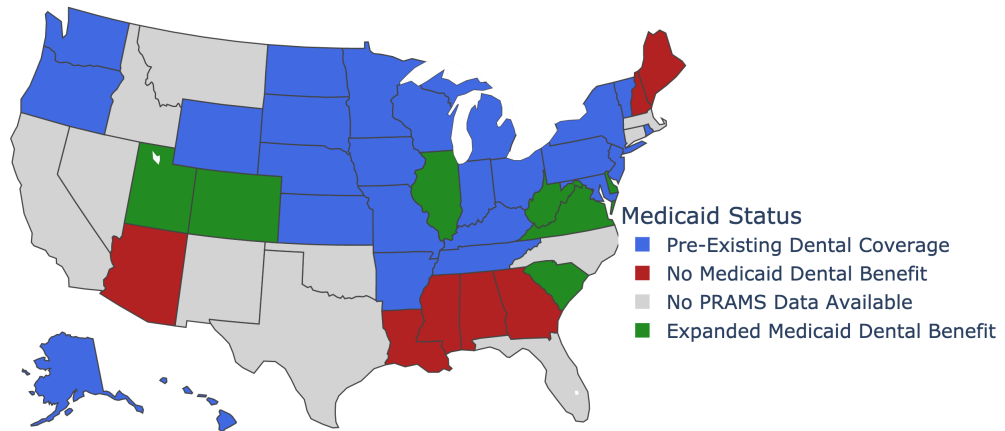 Medicaid Status
Pre-Existing Dental Coverage
No Medicaid Dental Benefit
No PRAMS Data Available
Expanded Medicaid Dental Benefit